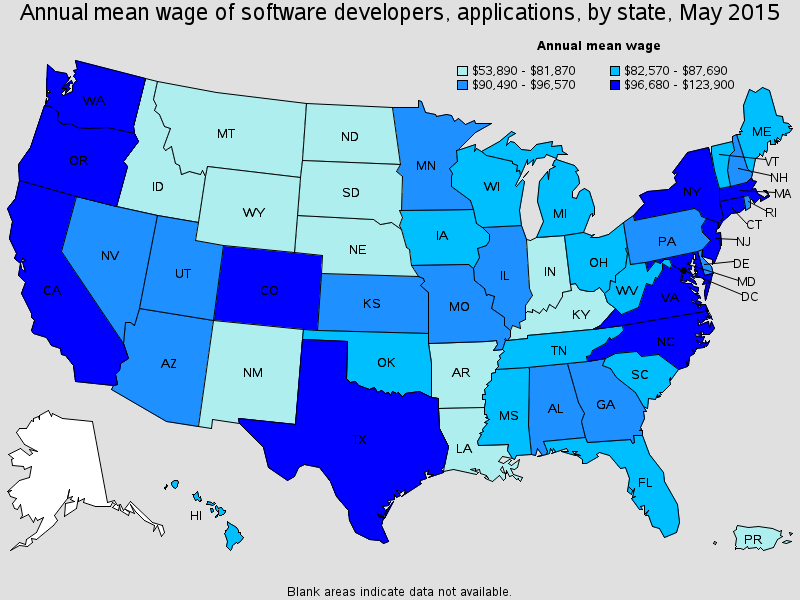 Annual mean wage of software developers, applications, by state, May 2015
Annual mean wage
$53,890 - $81,870 $82,570 - $87,690
$90,490 - $96,570 $96,680 - $123,900
WA
MT
ND
MN
ME
VT
NH
MA
RI
CT
NY
OR
ID
SD
WI
MI
WY
IA
NE
PA
NJ
DE
MD
DC
NV
UT
CO
KS
MO
IL
IN
OH
WV
VA
CA
KY
NC
AZ
NM
OK
AR
TN
SC
TX
LA
MS
AL
GA
FL
HI
PR
Blank areas indicate data not available.